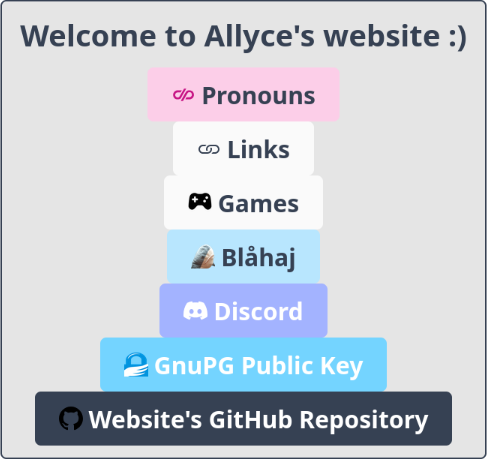 Welcome to Allyce's website :)
Pronouns
Links
Games
Blåhaj
Discord
GnuPG Public Key
Website's GitHub Repository